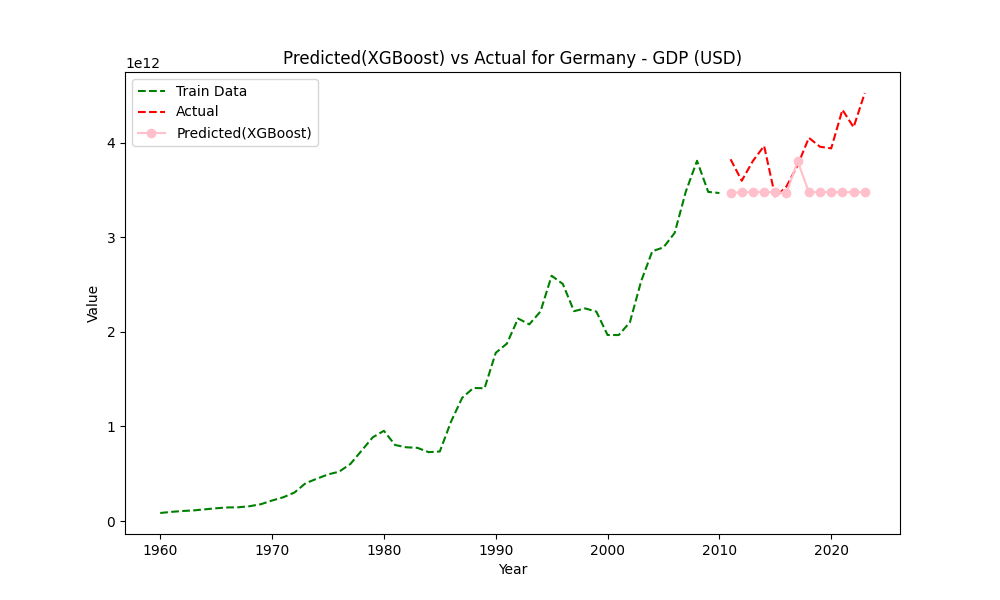 Predicted(XGBoost) vs Actual for Germany - GDP (USD)
1e12
Train Data
Actual
Predicted(XGBoost)
4
3
2
1
0
Value
1960 1970 1980 1990 2000 2010 2020
Year